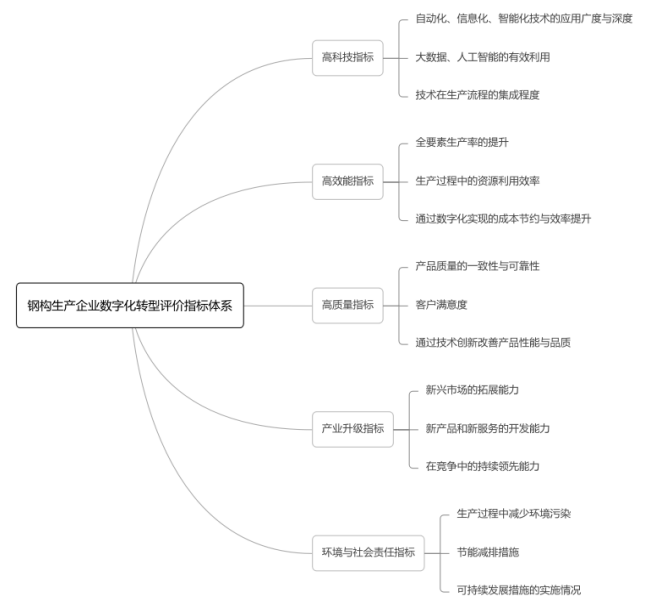 钢构生产企业数字化转型评价指标体系
高科技指标
自动化、信息化、智能化技术的应用广度与深度
大数据、人工智能的有效利用
技术在生产流程的集成程度
高效能指标
全要素生产率的提升
生产过程中的资源利用效率
通过数字化实现的成本节约与效率提升
高质量指标
产品质量的一致性与可靠性
客户满意度
通过技术创新改善产品性能与品质
产业升级指标
新兴市场的拓展能力
新产品和新服务的开发能力
在竞争中的持续领先能力
环境与社会责任指标
生产过程中减少环境污染
节能减排措施
可持续发展措施的实施情况